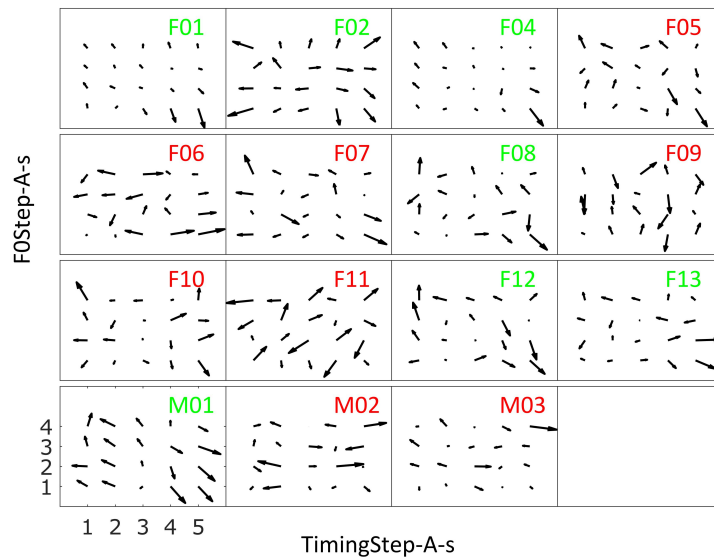 F01 F02 F04 F05
F06 F07 F08 F09
F0Step-A-s
F10 F11 F12 F13
M01 M02 M03
4
3
2
1
1 2 3 4 5
TimingStep-A-s